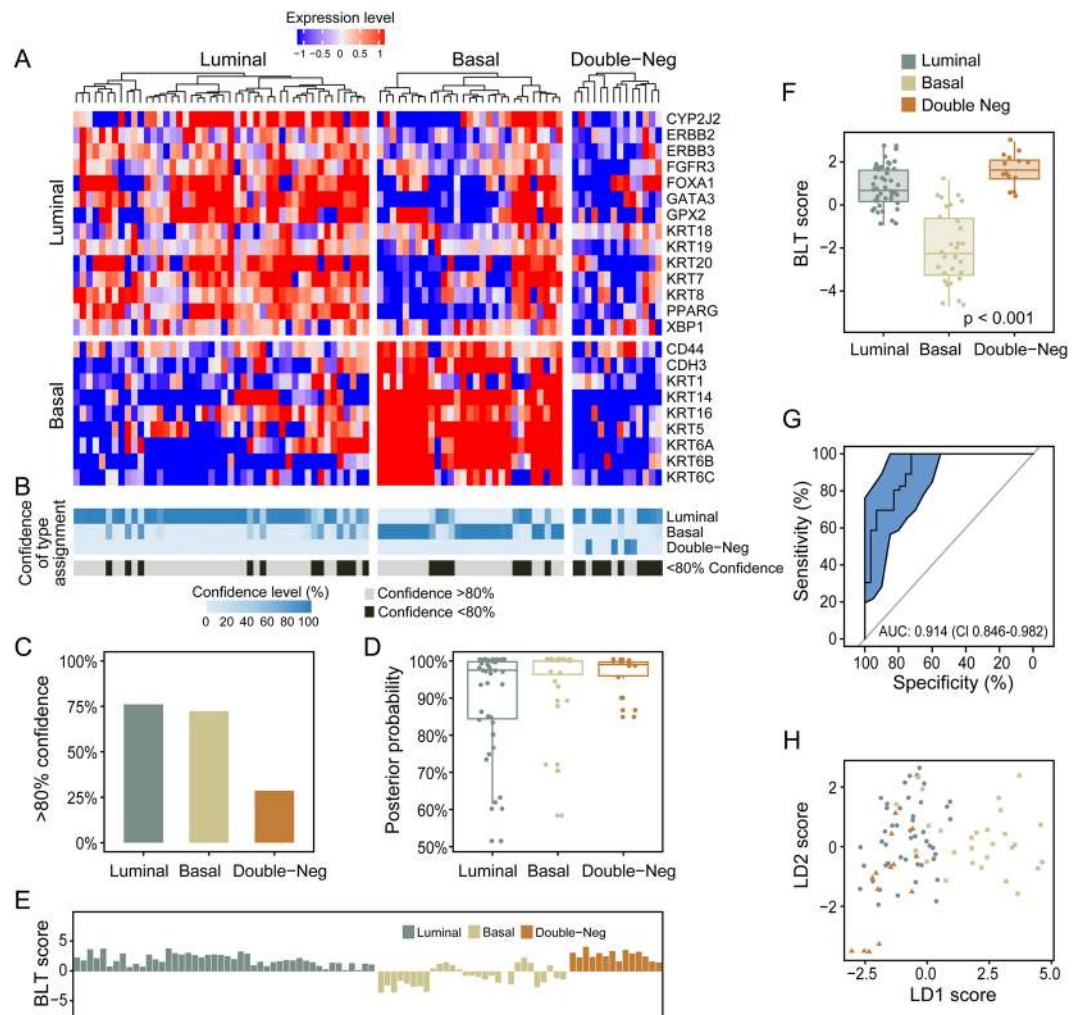 Expression level
−1 −0.5 0 0.5 1
A
Luminal
Basal
Double−Neg
Luminal
CYP2J2
ERBB2
ERBB3
FGFR3
FOXA1
GATA3
GPX2
KRT18
KRT19
KRT20
KRT7
KRT8
PPARG
XBP1
Basal
CD44
CDH3
KRT1
KRT14
KRT16
KRT5
KRT6A
KRT6B
KRT6C
B
Confidence
of type
assignment
Luminal
Basal
Double−Neg
<80% Confidence
Confidence level (%)
0 20 40 60 80 100
Confidence >80%
Confidence <80%
C
>80% confidence
100%
75%
50%
25%
0%
Luminal Basal Double−Neg
D
Posterior probability
100%
90%
80%
70%
60%
50%
Luminal Basal Double−Neg
E
BLT score
5
0
−5
Luminal Basal Double−Neg
Luminal
Basal
Double Neg
F
BLT score
2
0
−2
−4
p < 0.001
Luminal Basal Double−Neg
G
Sensitivity (%)
100
80
60
40
20
0
AUC: 0.914 (CI 0.846-0.982)
100 80 60 40 20 0
Specificity (%)
H
LD2 score
2
0
−2
−2.5 0.0 2.5 5.0
LD1 score